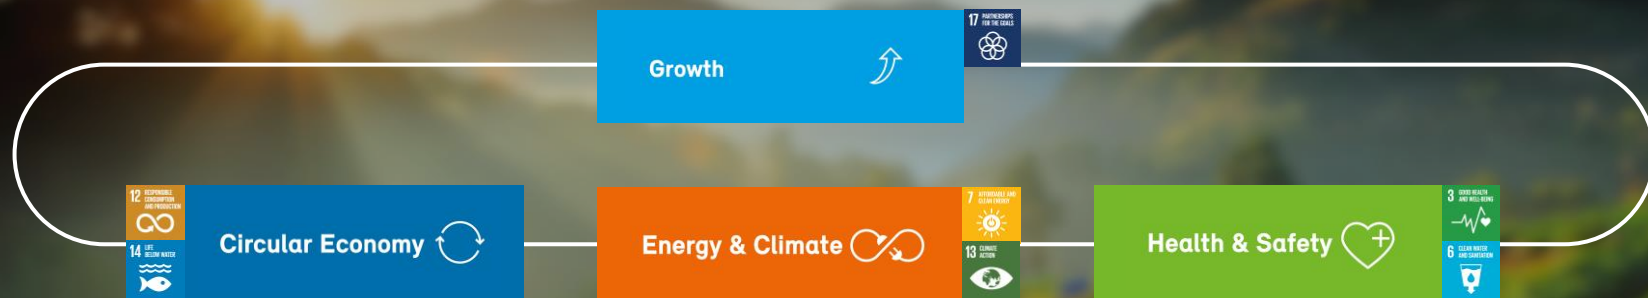 Growth
17 PARTNERSHIPS
FOR THE GOALS
12 RESPONSIBLE
CONSUMPTION
AND PRODUCTION
14 LIFE
BELOW WATER
Circular Economy
Energy & Climate
7 AFFORDABLE AND
CLEAN ENERGY
13 CLIMATE
ACTION
Health & Safety
3 GOOD HEALTH
AND WELL-BEING
6 CLEAN WATER
AND SANITATION